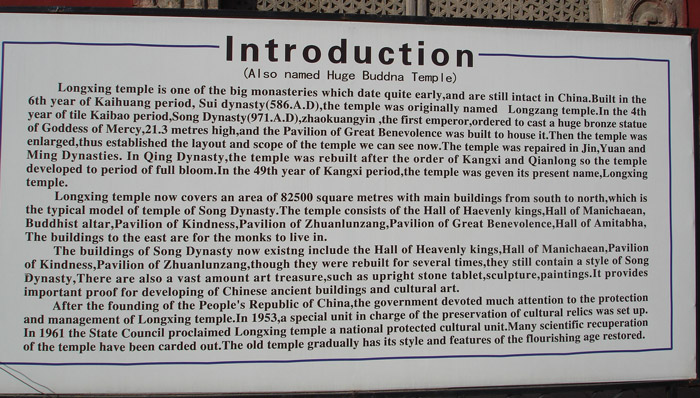 Introduction
(Also named Huge Buddna Temple)
Longxing temple is one of the big monasteries which date quite early,and are still intact in China.Built in the
6th year of Kaihuang period, Sui dynasty(586.A.D),the temple was originally named Longzang temple.In the 4th
year of tile Kaibao period,Song Dynasty(971.A.D),zhaokuangyin ,the first emperor,ordered to cast a huge bronze statue
of Goddess of Mercy,21.3 metres high,and the Pavilion of Great Benevolence was built to house it.Then the temple was
enlarged,thus established the layout and scope of the temple we can see now.The temple was repaired in Jin,Yuan and
Ming Dynasties. In Qing Dynasty,the temple was rebuilt after the order of Kangxi and Qianlong so the temple
developed to period of full bloom.In the 49th year of Kangxi period,the temple was geven its present name,Longxing
temple.
Longxing temple now covers an area of 82500 square metres with main buildings from south to north,which is
the typical model of temple of Song Dynasty.The temple consists of the Hall of Haevenly kings,Hall of Manichaean,
Buddhist altar,Pavilion of Kindness,Pavilion of Zhuanlunzang,Pavilion of Great Benevolence,Hall of Amitabha,
The buildings to the east are for the monks to live in.
The buildings of Song Dynasty now existng include the Hall of Heavenly kings,Hall of Manichaean,Pavilion
of Kindness,Pavilion of Zhuanlunzang,though they were rebuilt for several times,they still contain a style of Song
Dynasty,There are also a vast amount art treasure,such as upright stone tablet,sculpture,paintings.It provides
important proof for developing of Chinese ancient buildings and cultural art.
After the founding of the People's Republic of China,the government devoted much attention to the protection
and management of Longxing temple.In 1953,a special unit in charge of the preservation of cultural relics was set up.
In 1961 the State Council proclaimed Longxing temple a national protected cultural unit.Many scientific recuperation
of the temple have been carded out.The old temple gradually has its style and features of the flourishing age restored.